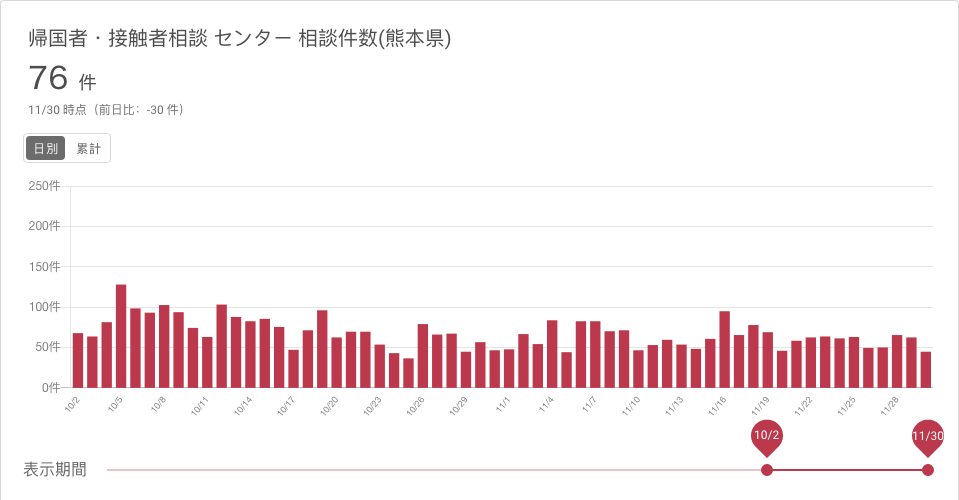 帰国者・接触者相談 センター 相談件数(熊本県)
76 件
11/30 時点（前日比：-30 件）
日別 累計
250件
200件
150件
100件
50件
0件
10/2 10/5 10/8 10/11 10/14 10/17 10/20 10/23 10/26 10/29 11/1 11/4 11/7 11/10 11/13 11/16 11/19 11/22 11/25 11/28
10/2 11/30
表示期間